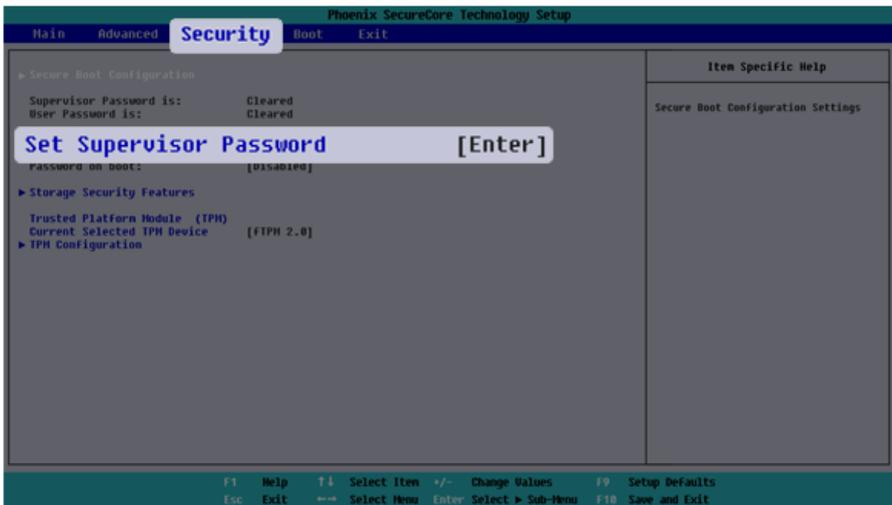 Phoenix SecureCore Technology Setup
Main Advanced Security Boot Exit
▶ Secure Boot Configuration
Item Specific Help
Supervisor Password is: Cleared
User Password is: Cleared
Secure Boot Configuration Settings
Set Supervisor Password [Enter]
Password on boot: [Disabled]
▶ Storage Security Features
Trusted Platform Module (TPM)
Current Selected TPM Device [fTPM 2.0]
▶ TPM Configuration
F1 Help ↑↓ Select Item +/- Change Values F9 Setup Defaults
Esc Exit ←→ Select Menu Enter Select ▶ Sub-Menu F10 Save and Exit